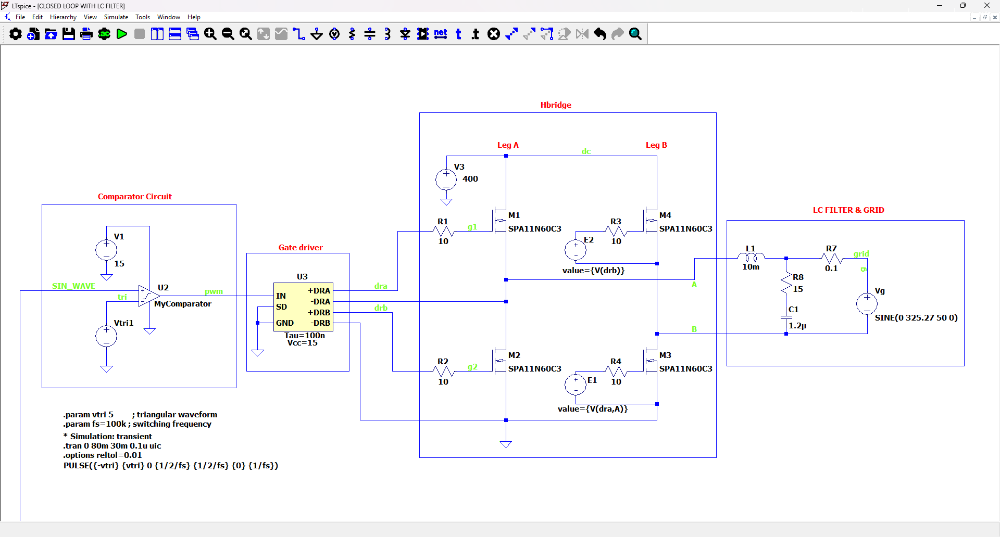 LTspice - [CLOSED LOOP WITH LC FILTER]
File Edit Hierarchy View Simulate Tools Window Help
.ac
net t .t
Hbridge
Leg A
Leg B
dc
V3
400
M1
SPA11N60C3
R1
10
g1
R3
10
E2
value={V(drb)}
M4
SPA11N60C3
Comparator Circuit
V1
15
SIN_WAVE
tri
U2
MyComparator
pwm
Vtri1
Gate driver
U3
IN
SD
GND
+DRA
-DRA
+DRB
-DRB
Tau=100n
Vcc=15
dra
drb
A
B
R2
10
g2
M2
SPA11N60C3
R4
10
E1
value={V(dra,A)}
M3
SPA11N60C3
LC FILTER & GRID
L1
10m
R7
0.1
grid
g
R8
15
C1
1.2µ
Vg
SINE(0 325.27 50 0)
.param vtri 5 ; triangular waveform
.param fs=100k ; switching frequency
* Simulation: transient
.tran 0 80m 30m 0.1u uic
.options reltol=0.01
PULSE({-vtri} {vtri} 0 {1/2/fs} {1/2/fs} {0} {1/fs})